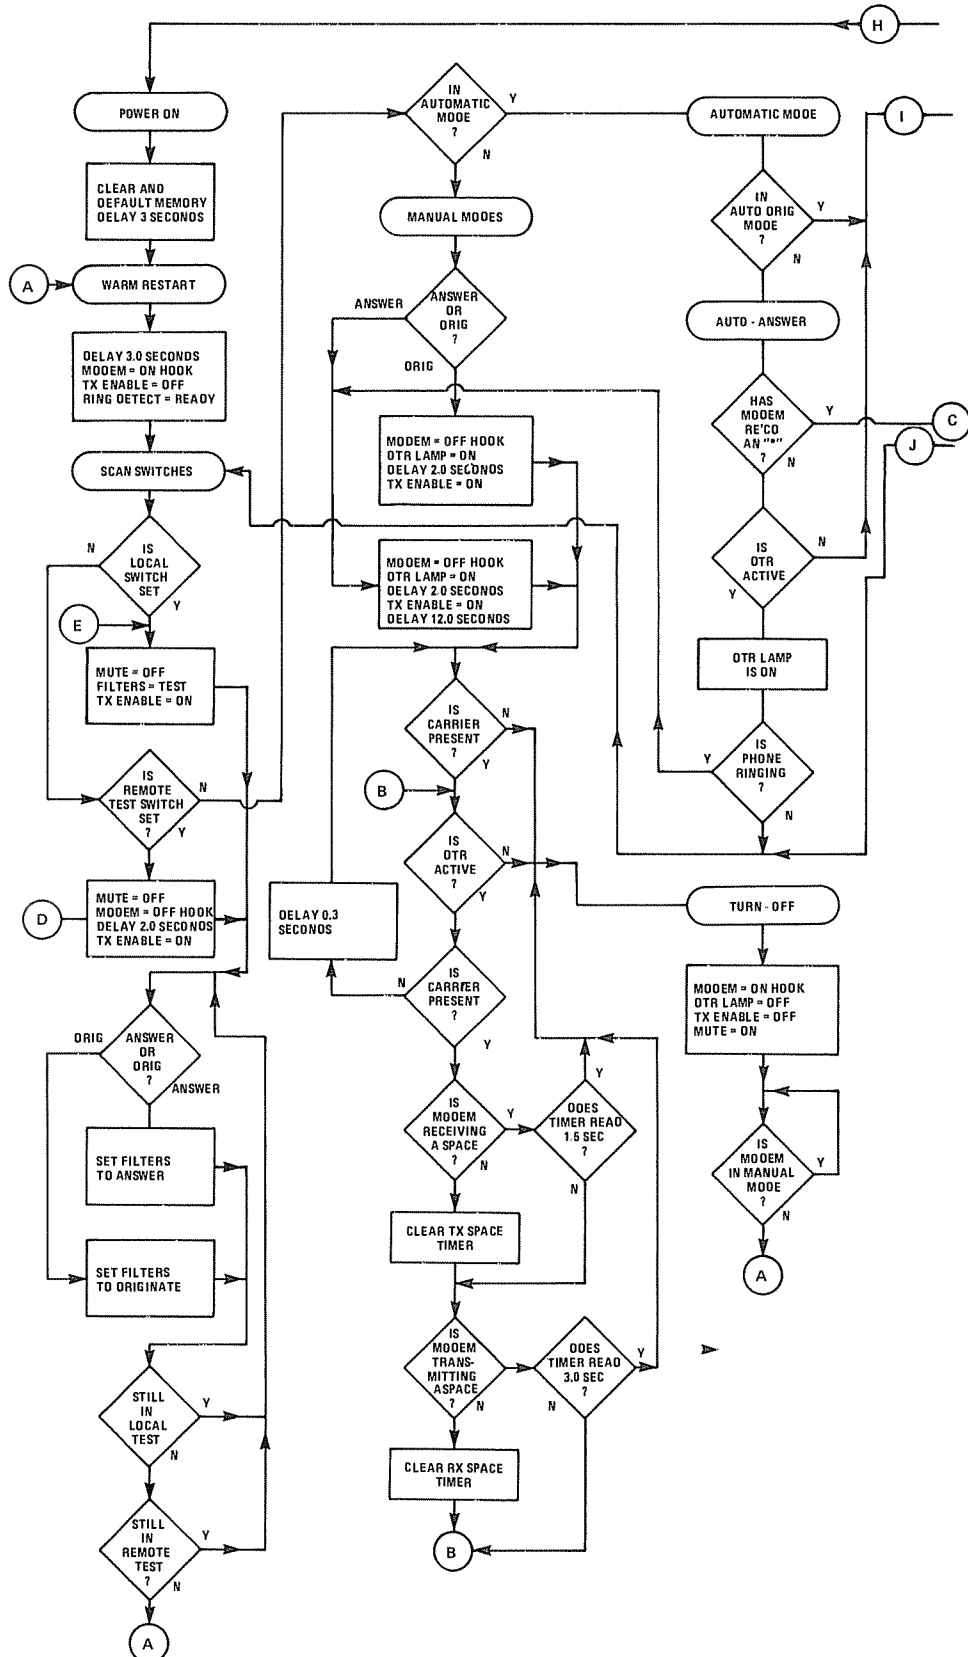 H
POWER ON
CLEAR AND
DEFAULT MEMORY
DELAY 3 SECONDS
A
WARM RESTART
DELAY 3.0 SECONDS
MODEM = ON HOOK
TX ENABLE = OFF
RING DETECT = READY
SCAN SWITCHES
IS
LOCAL
SWITCH
SET
N
Y
E
MUTE = OFF
FILTERS = TEST
TX ENABLE = ON
IS
REMOTE
TEST SWITCH
SET
?
N
Y
D
MUTE = OFF
MODEM = OFF HOOK
DELAY 2.0 SECONDS
TX ENABLE = ON
ORIG
ANSWER
OR
ORIG
?
ANSWER
SET FILTERS
TO ANSWER
SET FILTERS
TO ORIGINATE
STILL
IN
LOCAL
TEST
Y
N
STILL
IN
REMOTE
TEST
?
Y
N
A
IN
AUTOMATIC
MODE
?
Y
N
MANUAL MODES
ANSWER
ANSWER
OR
ORIG
?
ORIG
MODEM = OFF HOOK
OTR LAMP = ON
DELAY 2.0 SECONDS
TX ENABLE = ON
MODEM = OFF HOOK
OTR LAMP = ON
DELAY 2.0 SECONDS
TX ENABLE = ON
DELAY 12.0 SECONDS
IS
CARRIER
PRESENT
?
N
Y
B
IS
OTR
ACTIVE
?
N
Y
DELAY 0.3
SECONDS
IS
CARRIER
PRESENT
?
N
Y
IS
MODEM
RECEIVING
A SPACE
?
Y
N
DOES
TIMER READ
1.5 SEC
?
Y
N
CLEAR TX SPACE
TIMER
IS
MODEM
TRANS-
MITTING
ASPACE
?
N
DOES
TIMER READ
3.0 SEC
?
Y
N
CLEAR RX SPACE
TIMER
B
AUTOMATIC MODE
I
IN
AUTO ORIG
MODE
?
Y
N
AUTO - ANSWER
HAS
MODEM
RE'CD
AN "*"
?
Y
N
C
J
IS
OTR
ACTIVE
N
Y
OTR LAMP
IS ON
IS
PHONE
RINGING
?
Y
N
TURN - OFF
MODEM = ON HOOK
OTR LAMP = OFF
TX ENABLE = OFF
MUTE = ON
IS
MODEM
IN MANUAL
MODE
?
Y
N
A